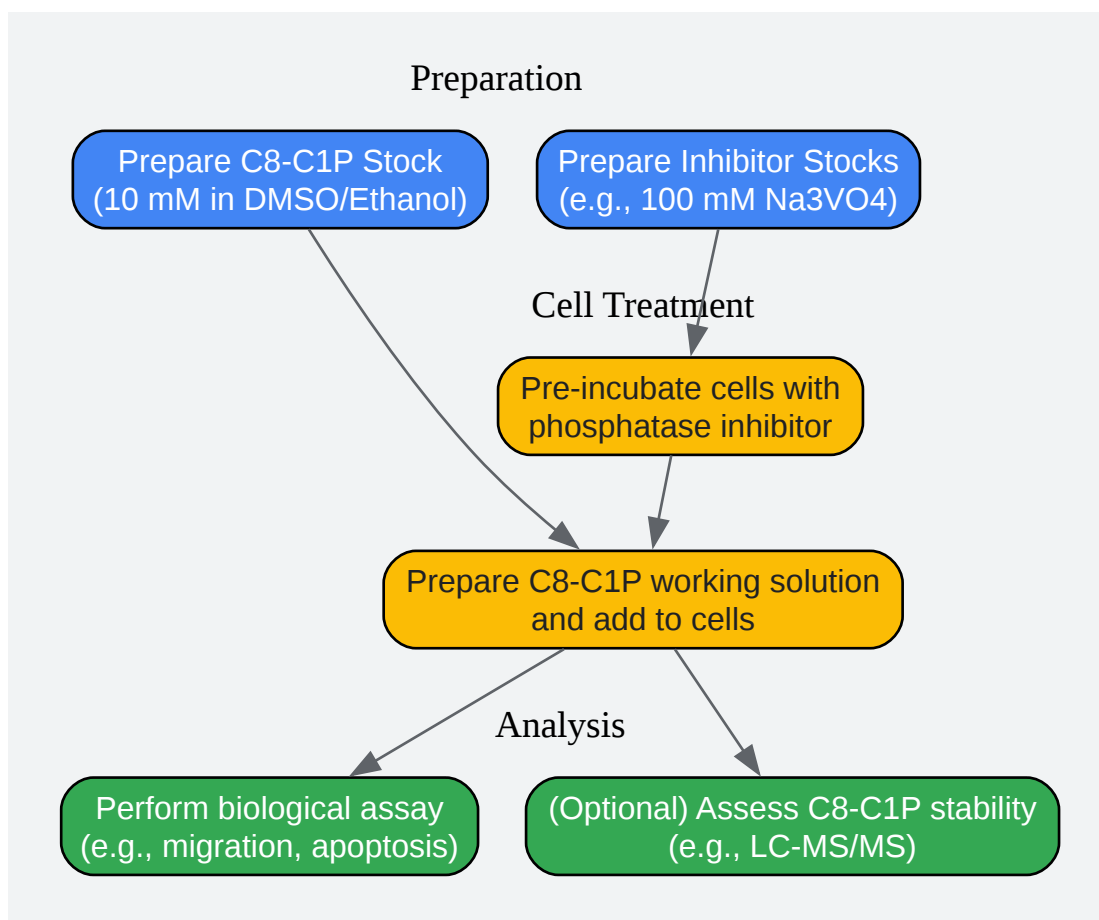 Preparation
Prepare C8-C1P Stock
(10 mM in DMSO/Ethanol)
Prepare Inhibitor Stocks
(e.g., 100 mM Na3VO4)
Cell Treatment
Pre-incubate cells with
phosphatase inhibitor
Prepare C8-C1P working solution
and add to cells
Analysis
Perform biological assay
(e.g., migration, apoptosis)
(Optional) Assess C8-C1P stability
(e.g., LC-MS/MS)